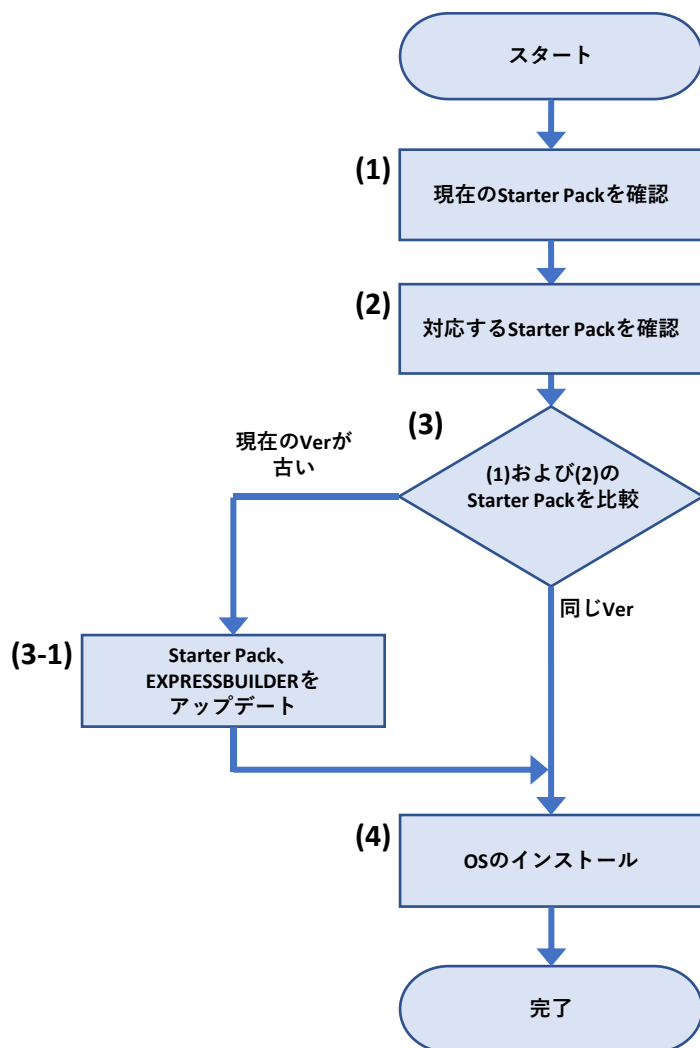 スタート
(1)
現在のStarter Packを確認
(2)
対応するStarter Packを確認
(3)
(1)および(2)の
Starter Packを比較
現在のVerが
古い
同じVer
(3-1)
Starter Pack、
EXPRESSBUILDERを
アップデート
(4)
OSのインストール
完了